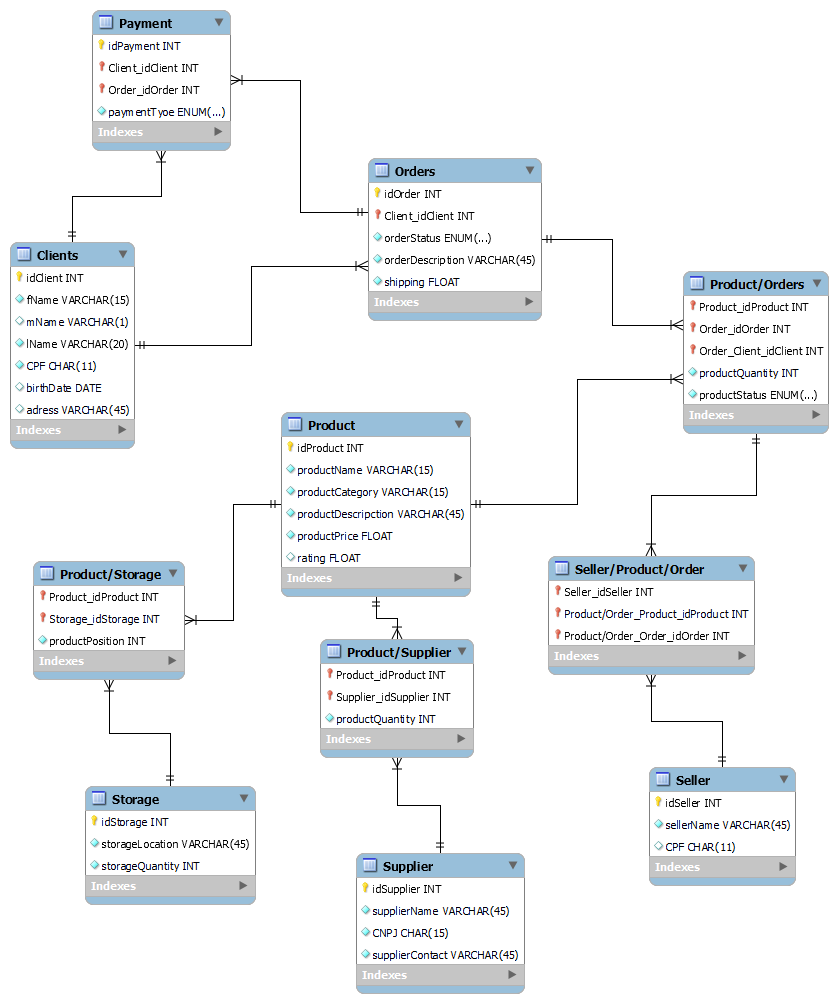 Payment
idPayment INT
Client_idClient INT
Order_idOrder INT
paymentTyoe ENUM(...)
Indexes
Orders
idOrder INT
Client_idClient INT
orderStatus ENUM(...)
orderDescription VARCHAR(45)
shipping FLOAT
Indexes
Clients
idClient INT
fName VARCHAR(15)
mName VARCHAR(1)
lName VARCHAR(20)
CPF CHAR(11)
birthDate DATE
adress VARCHAR(45)
Indexes
Product/Orders
Product_idProduct INT
Order_idOrder INT
Order_Client_idClient INT
productQuantity INT
productStatus ENUM(...)
Indexes
Product
idProduct INT
productName VARCHAR(15)
productCategory VARCHAR(15)
productDescripction VARCHAR(45)
productPrice FLOAT
rating FLOAT
Indexes
Product/Storage
Product_idProduct INT
Storage_idStorage INT
productPosition INT
Indexes
Seller/Product/Order
Seller_idSeller INT
Product/Order_Product_idProduct INT
Product/Order_Order_idOrder INT
Indexes
Product/Supplier
Product_idProduct INT
Supplier_idSupplier INT
productQuantity INT
Indexes
Storage
idStorage INT
storageLocation VARCHAR(45)
storageQuantity INT
Indexes
Seller
idSeller INT
sellerName VARCHAR(45)
CPF CHAR(11)
Indexes
Supplier
idSupplier INT
supplierName VARCHAR(45)
CNPJ CHAR(15)
supplierContact VARCHAR(45)
Indexes